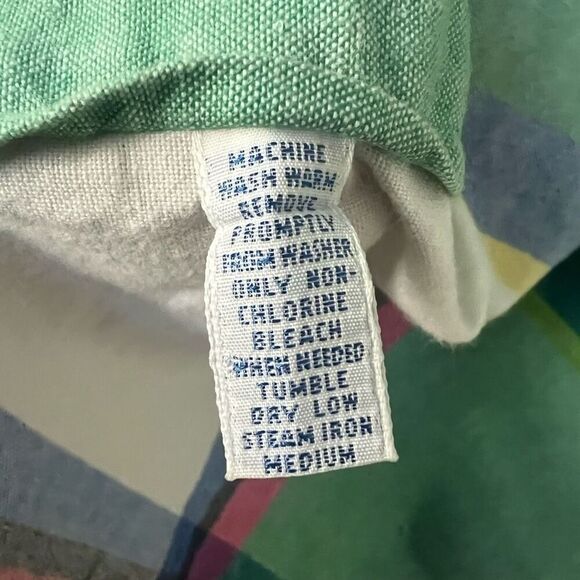 MACHINE
WASH WARM
REMOVE
PROMPTLY
FROM WASHER
ONLY NON-
CHLORINE
BLEACH
WHEN NEEDED
TUMBLE
DRY LOW
STEAM IRON
MEDIUM